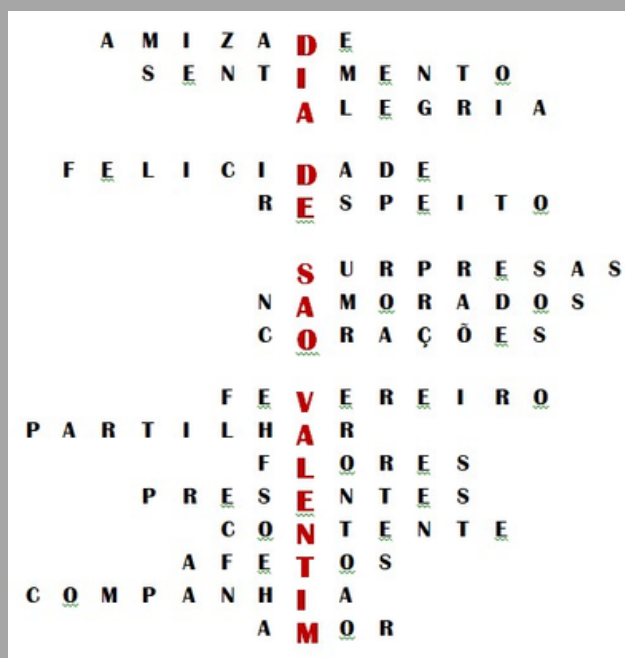 AMIZADE
SENTIMENTO
ALEGRIA
FELICIDADE
RESPEITO
SURPRESAS
NAMORADOS
CORAÇÕES
FEVEREIRO
PARTILHAR
FLORES
PRESENTES
CONTENTE
AFETOS
COMPANHIA
AMOR